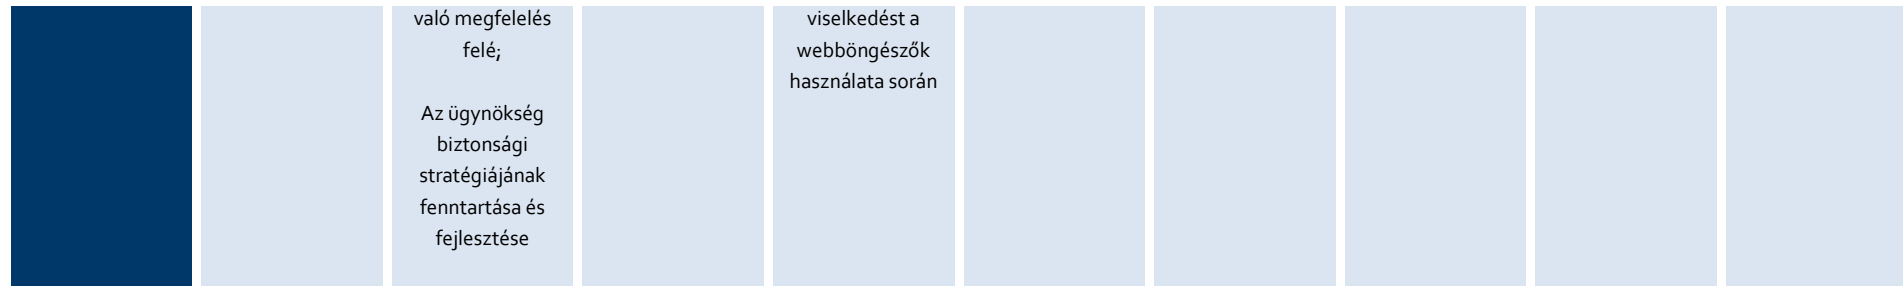 való megfelelés
felé;
Az ügynökség
biztonsági
stratégiájának
fenntartása és
fejlesztése
viselkedést a
webböngészők
használata során